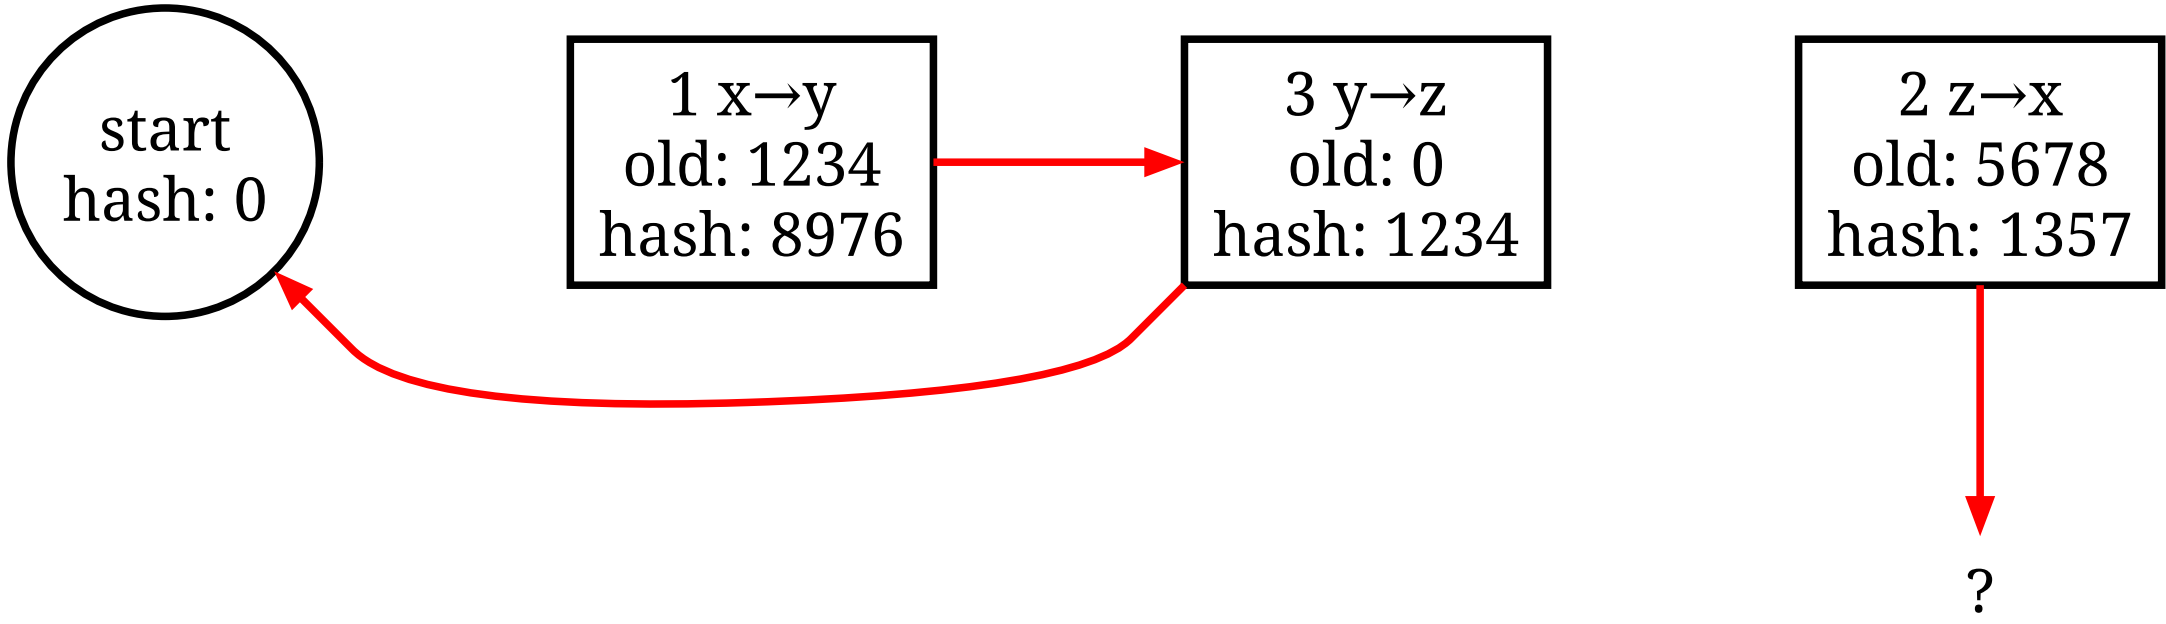 start
hash: 0
1 x→y
old: 1234
hash: 8976
3 y→z
old: 0
hash: 1234
2 z→x
old: 5678
hash: 1357
?